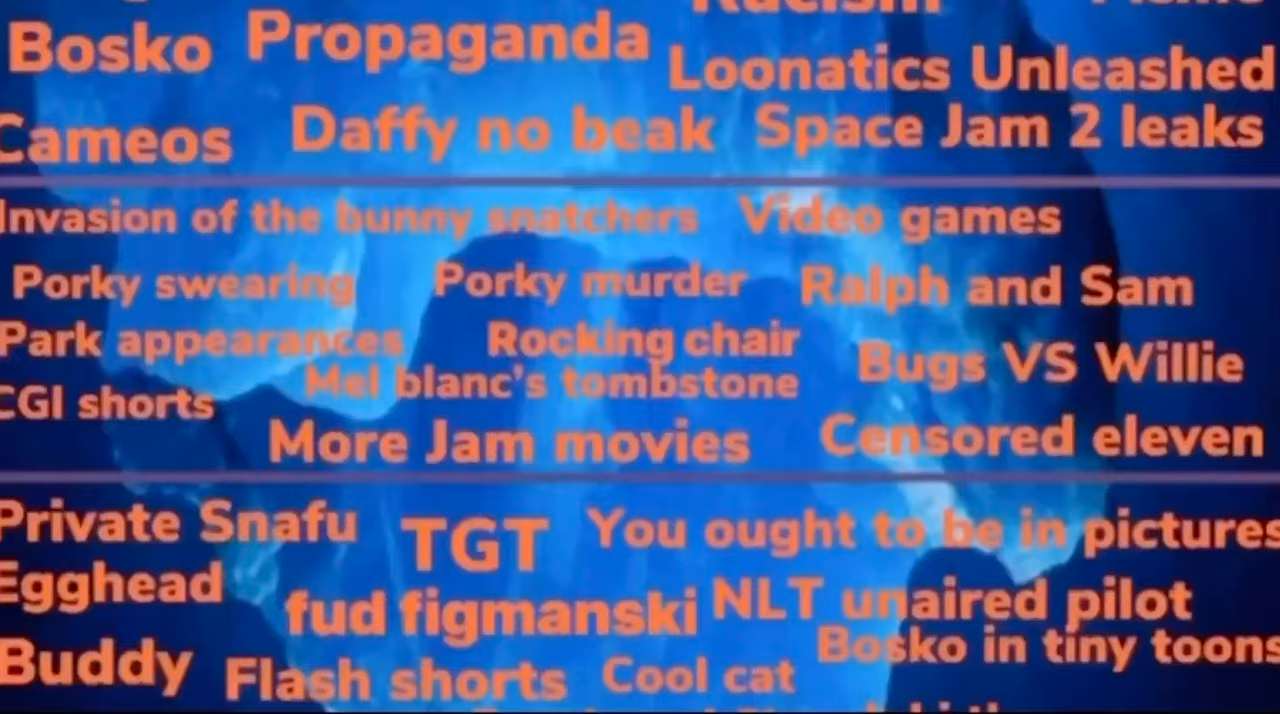 Racism
Bosko Propaganda
Loonatics Unleashed
Cameos Daffy no beak Space Jam 2 leaks
Invasion of the bunny snatchers Video games
Porky swearing Porky murder Ralph and Sam
Park appearances Rocking chair
Bugs VS Willie
CGI shorts Mel blanc's tombstone
More Jam movies Censored eleven
Private Snafu TGT You ought to be in pictures
Egghead fud figmanski NLT unaired pilot
Buddy Flash shorts Cool cat Bosko in tiny toons